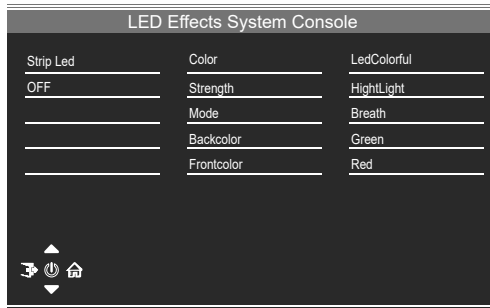 LED Effects System Console
Strip Led
OFF
Color
Strength
Mode
Backcolor
Frontcolor
LedColorful
HightLight
Breath
Green
Red